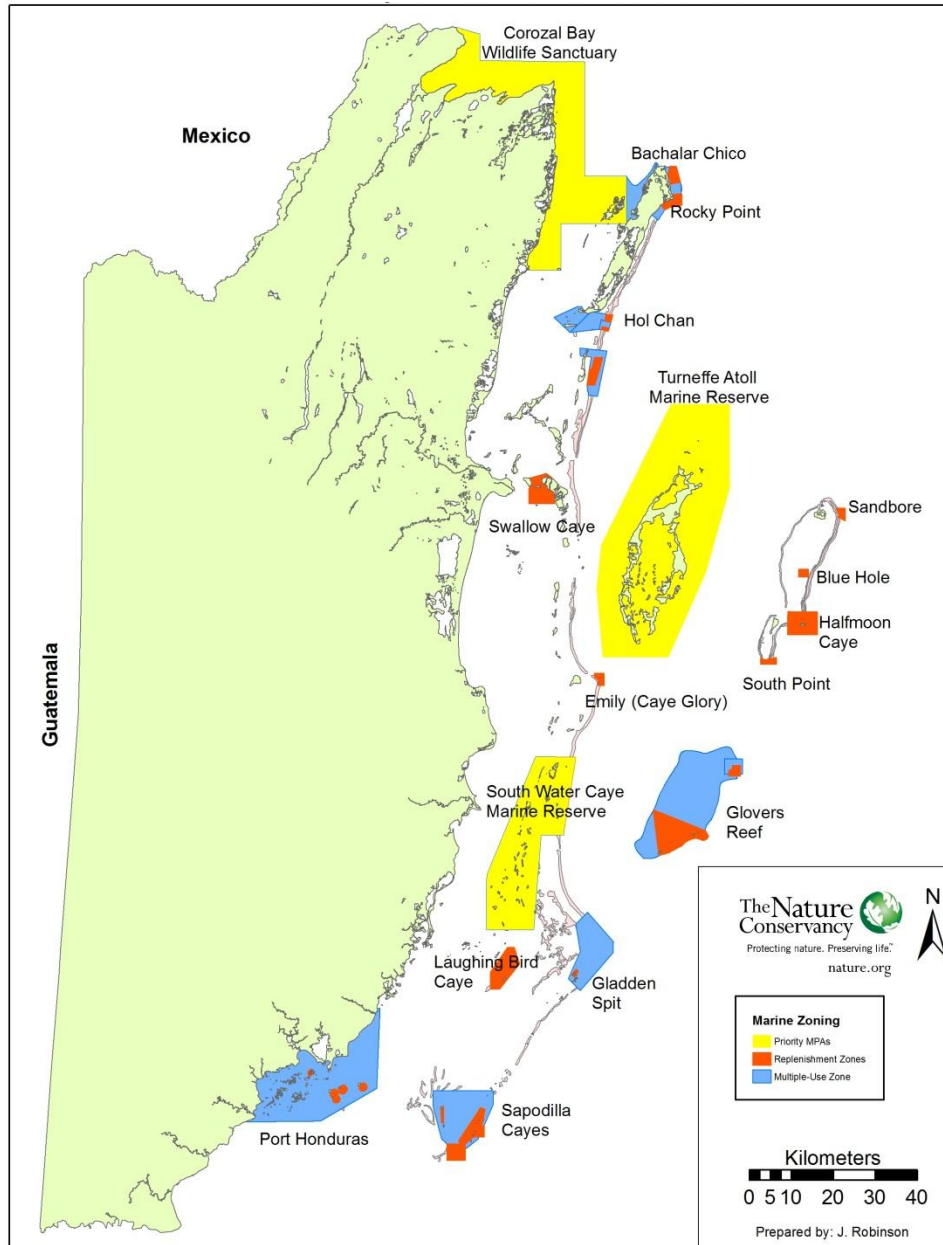 Corozal Bay
Wildlife Sanctuary
Mexico
Bachalar Chico
Rocky Point
Hol Chan
Turneffe Atoll
Marine Reserve
Swallow Caye
Sandbore
Blue Hole
Halfmoon
Caye
South Point
Emily (Caye Glory)
Guatemala
South Water Caye
Marine Reserve
Glovers
Reef
Laughing Bird
Caye
Gladden
Spit
Port Honduras
Sapodilla
Cayes
The Nature
Conservancy
Protecting nature. Preserving life.™
nature.org
N
Marine Zoning
Priority MPAs
Replenishment Zones
Multiple-Use Zone
Kilometers
0 5 10 20 30 40
Prepared by: J. Robinson